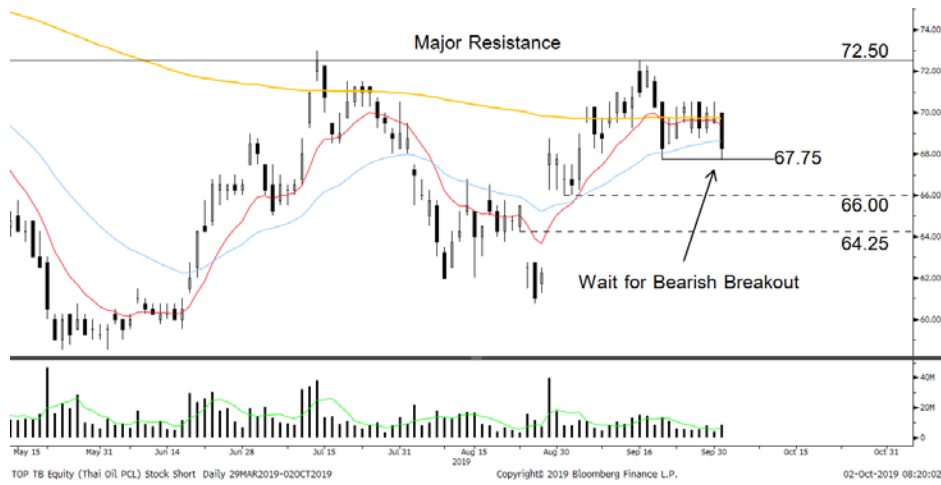 74.00
Major Resistance
72.50
72.00
70.00
68.00
67.75
66.00
66.00
64.25
64.00
Wait for Bearish Breakout
62.00
60.00
40M
20M
0
May 15 May 31 Jun 14 Jun 28 Jul 15 Jul 31 Aug 15 Aug 30 Sep 16 Sep 30 Oct 15 Oct 31
2019
TOP TB Equity (Thai Oil PCL) Stock Short Daily 29MAR2019-02OCT2019 Copyright© 2019 Bloomberg Finance L.P. 02-Oct-2019 08:20:02